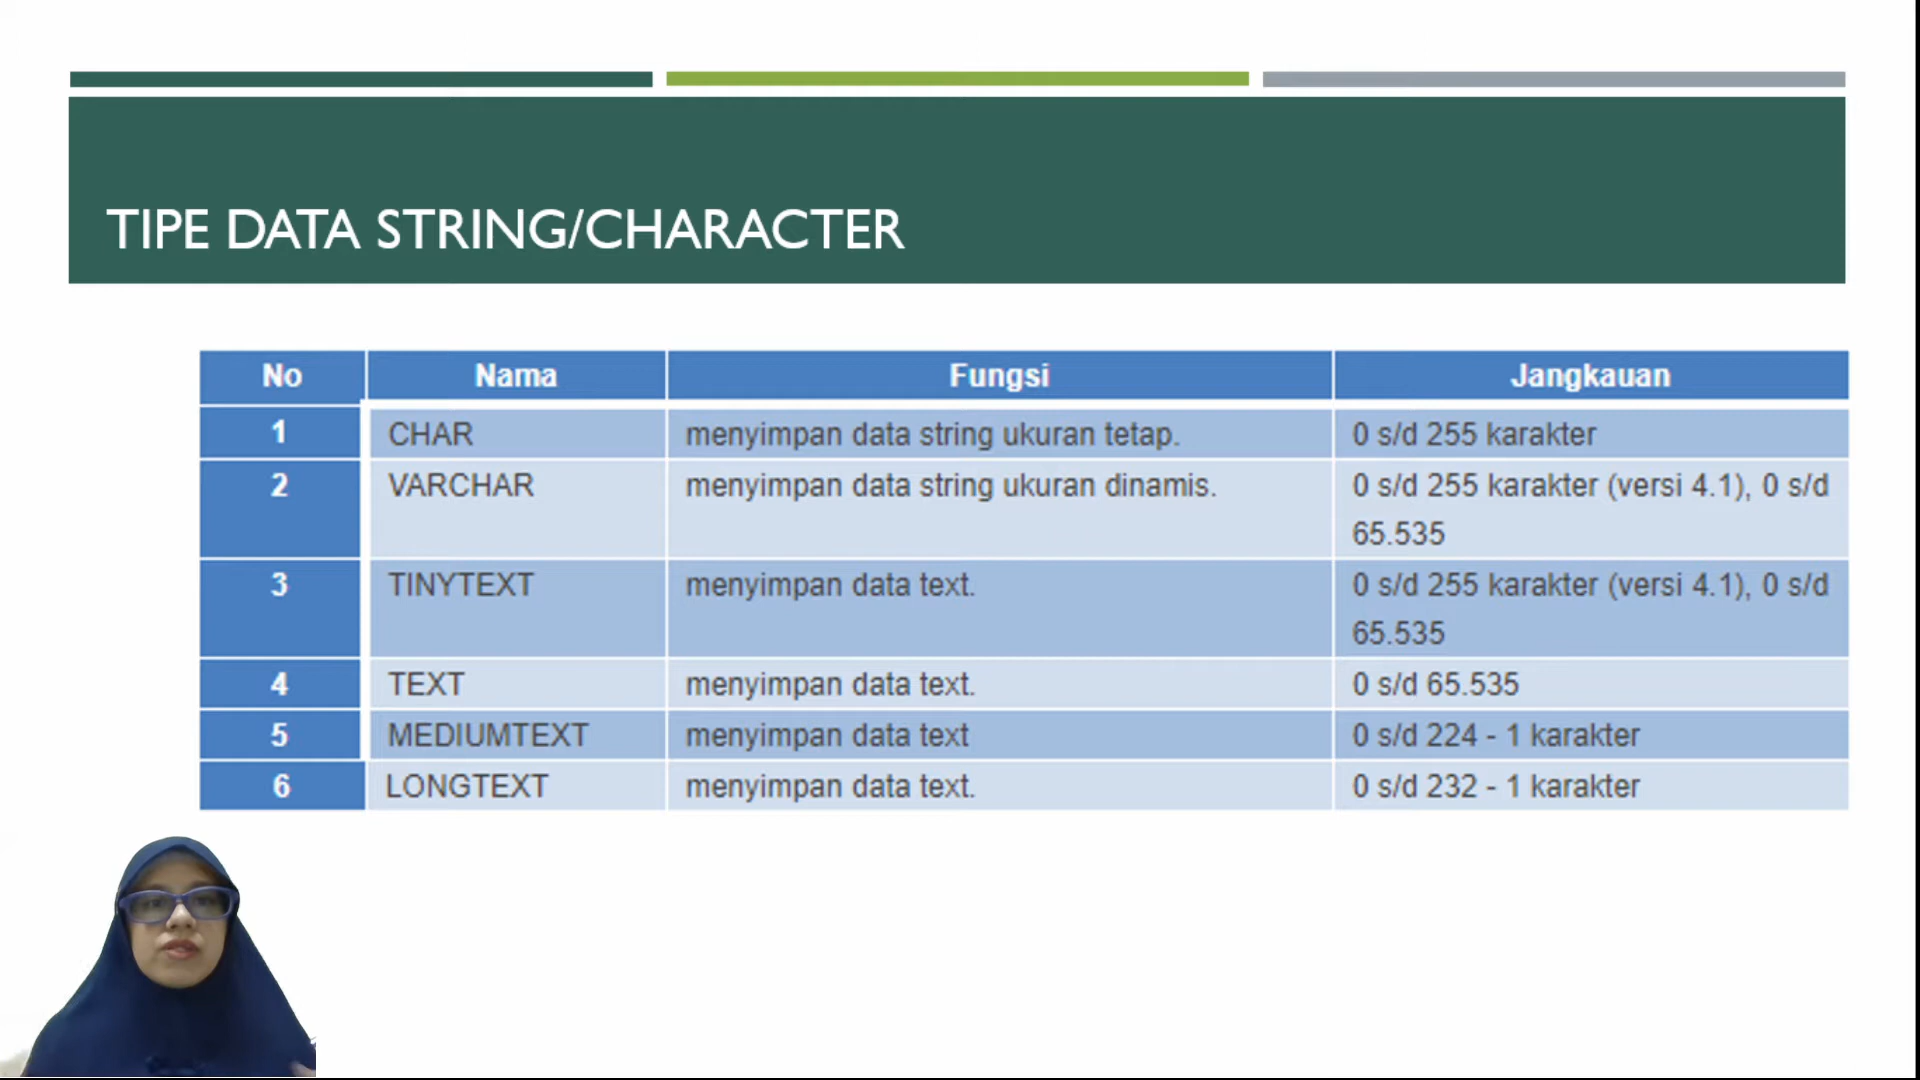 TIPE DATA STRING/CHARACTER
No Nama Fungsi Jangkauan
1 CHAR menyimpan data string ukuran tetap. 0 s/d 255 karakter
2 VARCHAR menyimpan data string ukuran dinamis. 0 s/d 255 karakter (versi 4.1), 0 s/d
65.535
3 TINYTEXT menyimpan data text. 0 s/d 255 karakter (versi 4.1), 0 s/d
65.535
4 TEXT menyimpan data text. 0 s/d 65.535
5 MEDIUMTEXT menyimpan data text 0 s/d 224 - 1 karakter
6 LONGTEXT menyimpan data text. 0 s/d 232 - 1 karakter